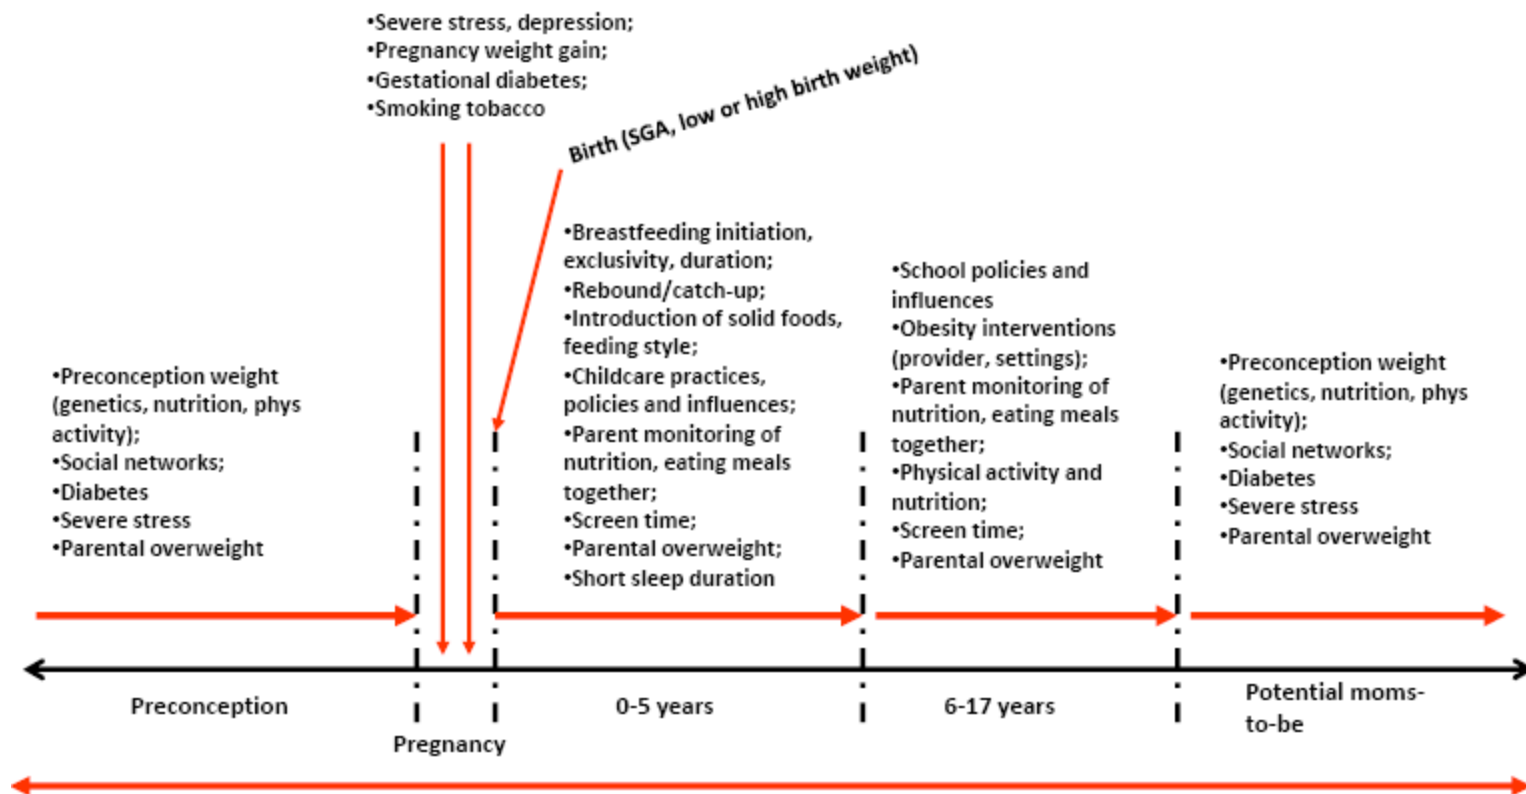 •Severe stress, depression;
•Pregnancy weight gain;
•Gestational diabetes;
•Smoking tobacco
Birth (SGA, low or high birth weight)
•Preconception weight
(genetics, nutrition, phys
activity);
•Social networks;
•Diabetes
•Severe stress
•Parental overweight
•Breastfeeding initiation,
exclusivity, duration;
•Rebound/catch-up;
•Introduction of solid foods,
feeding style;
•Childcare practices,
policies and influences;
•Parent monitoring of
nutrition, eating meals
together;
•Screen time;
•Parental overweight;
•Short sleep duration
•School policies and
influences
•Obesity interventions
(provider, settings);
•Parent monitoring of
nutrition, eating meals
together;
•Physical activity and
nutrition;
•Screen time;
•Parental overweight
•Preconception weight
(genetics, nutrition, phys
activity);
•Social networks;
•Diabetes
•Severe stress
•Parental overweight
Preconception
Pregnancy
0-5 years
6-17 years
Potential moms-
to-be